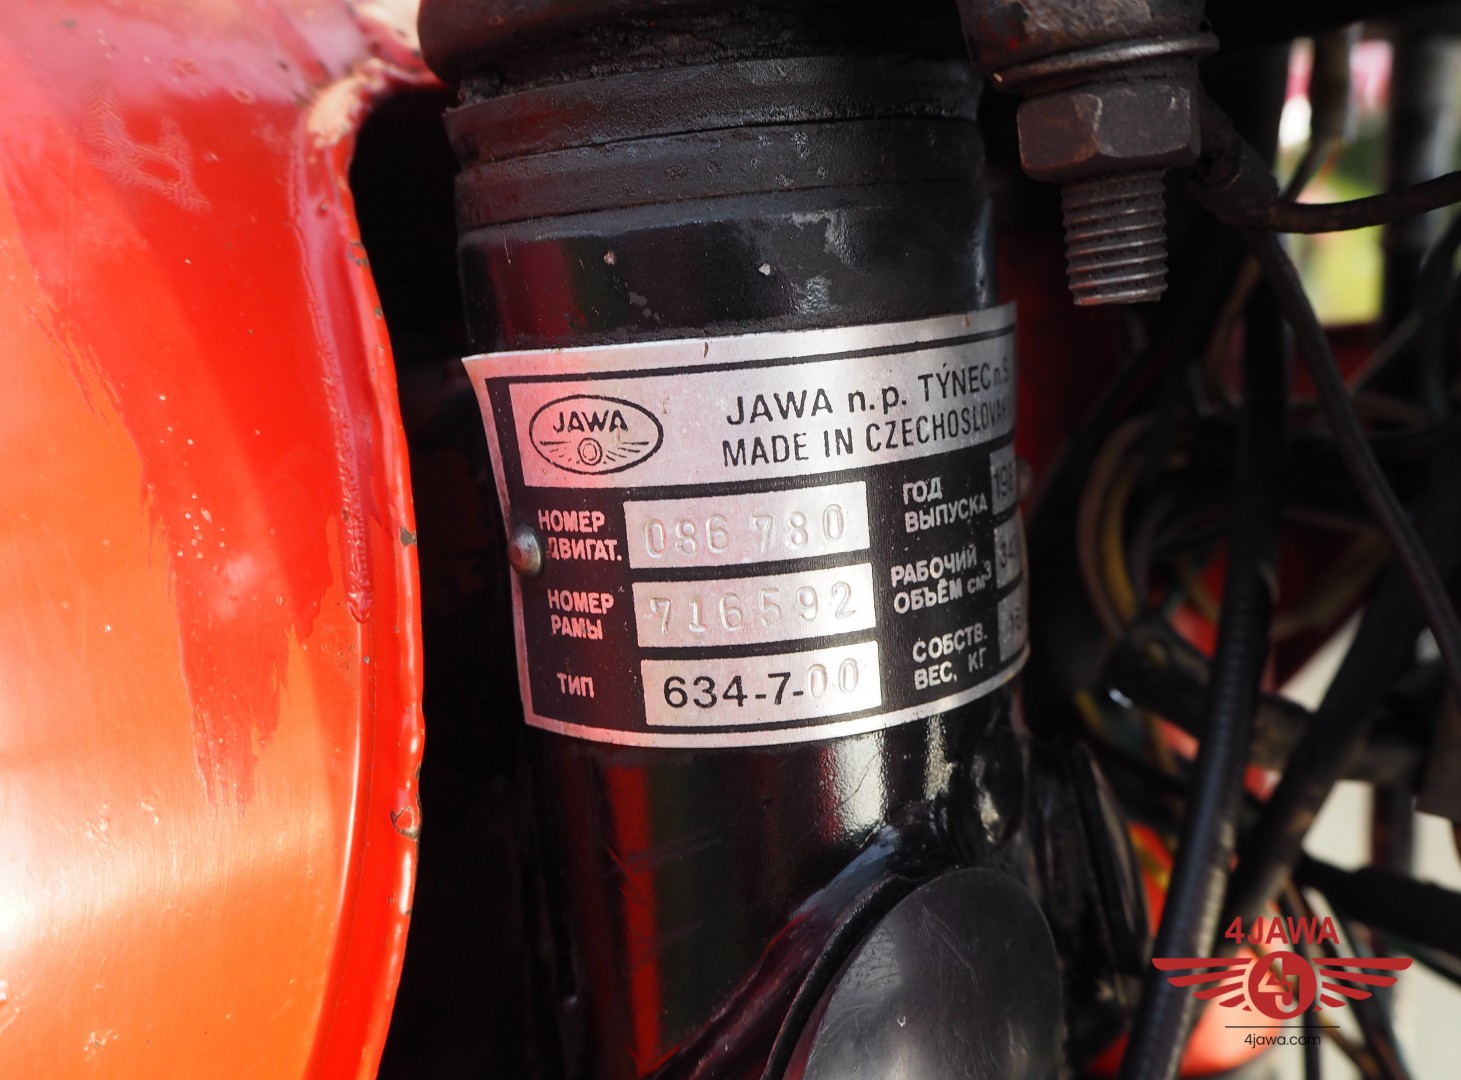 JAWA
JAWA n.p. TÝNEC n.S.
MADE IN
НОМЕР ДВИГАТ. 086 780
НОМЕР РАМЫ 716592
ТИП 634-7-00
ГОД ВЫПУСКА
РАБОЧИЙ ОБЪЁМ см3
СОБСТВ. ВЕС, КГ
4JAWA
4J
4jawa.com